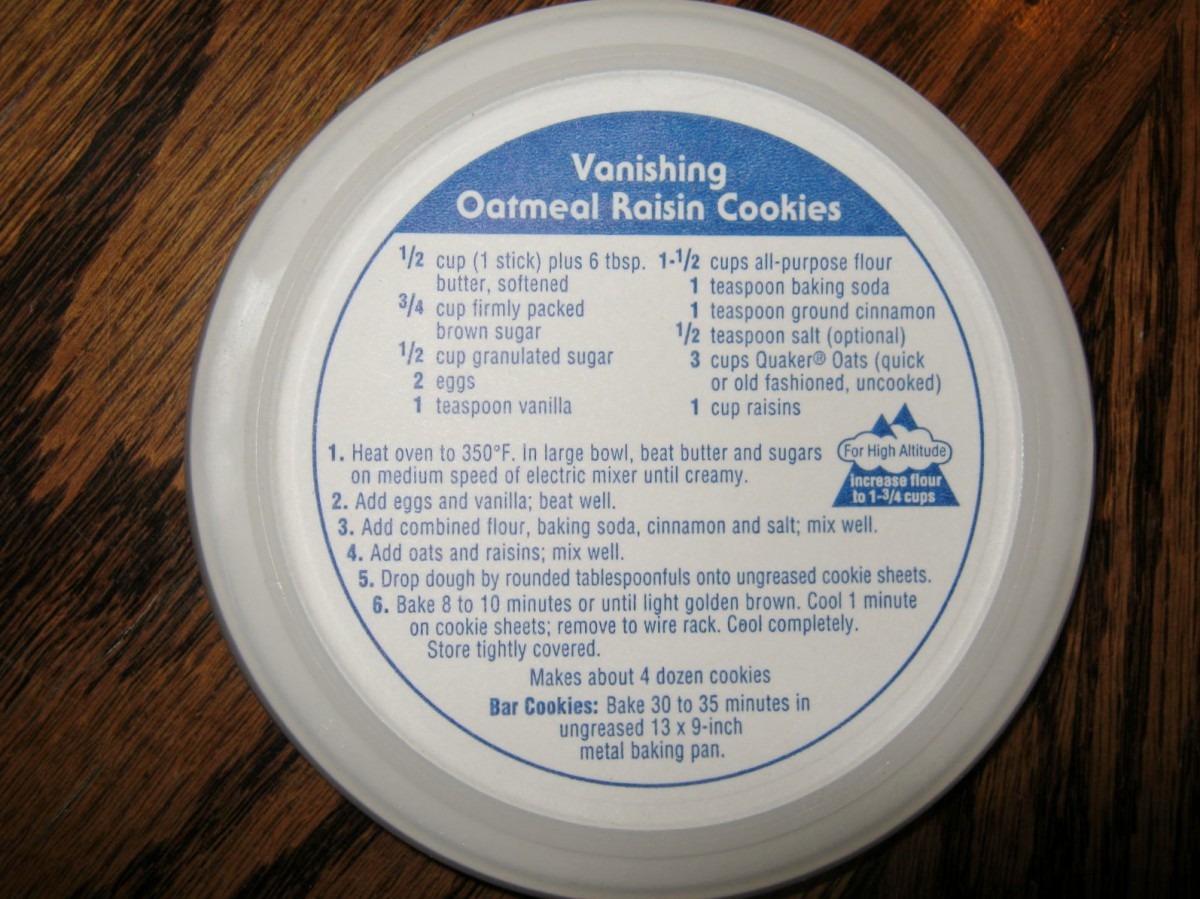 Vanishing
Oatmeal Raisin Cookies
1/2 cup (1 stick) plus 6 tbsp.
butter, softened
3/4 cup firmly packed
brown sugar
1/2 cup granulated sugar
2 eggs
1 teaspoon vanilla
1-1/2 cups all-purpose flour
1 teaspoon baking soda
1 teaspoon ground cinnamon
1/2 teaspoon salt (optional)
3 cups Quaker® Oats (quick
or old fashioned, uncooked)
1 cup raisins
For High Altitude
increase flour
to 1-3/4 cups
1. Heat oven to 350°F. In large bowl, beat butter and sugars
on medium speed of electric mixer until creamy.
2. Add eggs and vanilla; beat well.
3. Add combined flour, baking soda, cinnamon and salt; mix well.
4. Add oats and raisins; mix well.
5. Drop dough by rounded tablespoonfuls onto ungreased cookie sheets.
6. Bake 8 to 10 minutes or until light golden brown. Cool 1 minute
on cookie sheets; remove to wire rack. Cool completely.
Store tightly covered.
Makes about 4 dozen cookies
Bar Cookies: Bake 30 to 35 minutes in
ungreased 13 x 9-inch
metal baking pan.